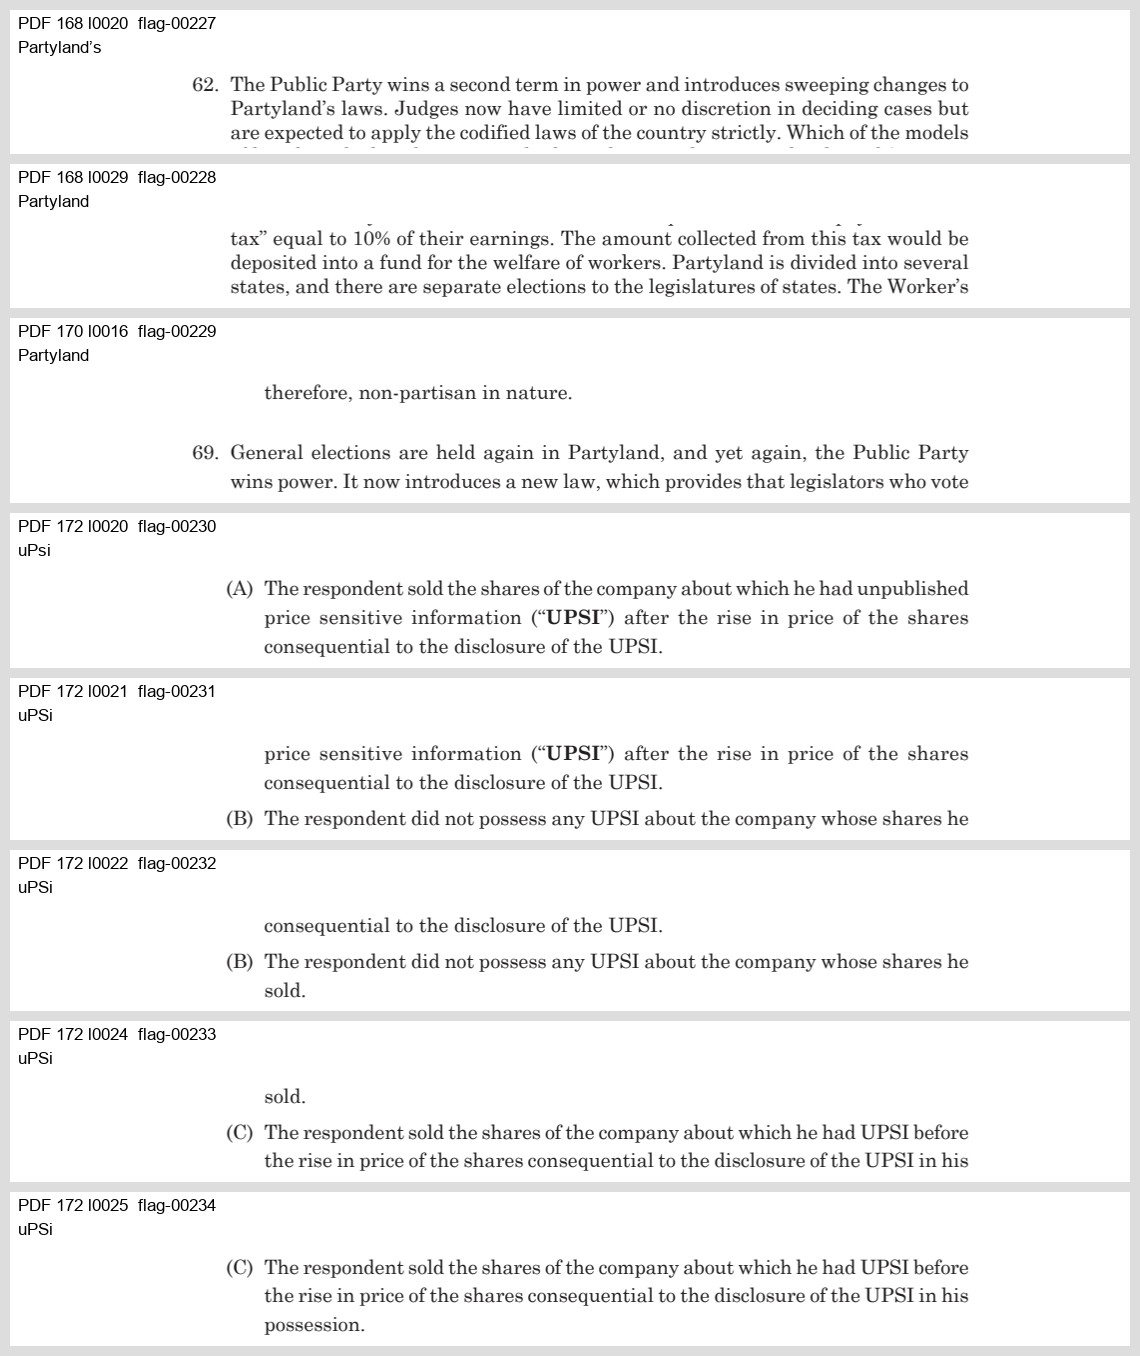 PDF 168 l0020 flag-00227
Partyland’s
62. The Public Party wins a second term in power and introduces sweeping changes to
Partyland’s laws. Judges now have limited or no discretion in deciding cases but
are expected to apply the codified laws of the country strictly. Which of the models
PDF 168 l0029 flag-00228
Partyland
tax” equal to 10% of their earnings. The amount collected from this tax would be
deposited into a fund for the welfare of workers. Partyland is divided into several
states, and there are separate elections to the legislatures of states. The Worker’s
PDF 170 l0016 flag-00229
Partyland
therefore, non-partisan in nature.
69. General elections are held again in Partyland, and yet again, the Public Party
wins power. It now introduces a new law, which provides that legislators who vote
PDF 172 l0020 flag-00230
uPsi
(A) The respondent sold the shares of the company about which he had unpublished
price sensitive information (“UPSI”) after the rise in price of the shares
consequential to the disclosure of the UPSI.
PDF 172 l0021 flag-00231
uPSi
price sensitive information (“UPSI”) after the rise in price of the shares
consequential to the disclosure of the UPSI.
(B) The respondent did not possess any UPSI about the company whose shares he
PDF 172 l0022 flag-00232
uPSi
consequential to the disclosure of the UPSI.
(B) The respondent did not possess any UPSI about the company whose shares he
sold.
PDF 172 l0024 flag-00233
uPSi
sold.
(C) The respondent sold the shares of the company about which he had UPSI before
the rise in price of the shares consequential to the disclosure of the UPSI in his
PDF 172 l0025 flag-00234
uPSi
(C) The respondent sold the shares of the company about which he had UPSI before
the rise in price of the shares consequential to the disclosure of the UPSI in his
possession.